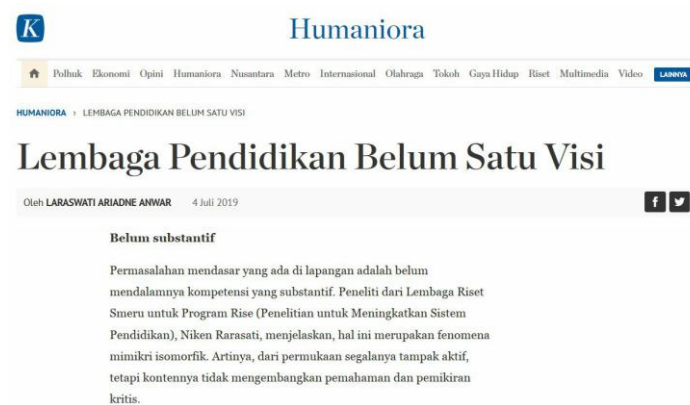 K
Humaniora
Polhuk Ekonomi Opini Humaniora Nusantara Metro Internasional Olahraga Tokoh Gaya Hidup Riset Multimedia Video LAINNYA
HUMANIORA › LEMBAGA PENDIDIKAN BELUM SATU VISI
Lembaga Pendidikan Belum Satu Visi
Oleh LARASWATI ARIADNE ANWAR 4 Juli 2019
Belum substantif
Permasalahan mendasar yang ada di lapangan adalah belum
mendalamnya kompetensi yang substantif. Peneliti dari Lembaga Riset
Smeru untuk Program Rise (Penelitian untuk Meningkatkan Sistem
Pendidikan), Niken Rarasati, menjelaskan, hal ini merupakan fenomena
mimikri isomorfik. Artinya, dari permukaan segalanya tampak aktif,
tetapi kontennya tidak mengembangkan pemahaman dan pemikiran
kritis.